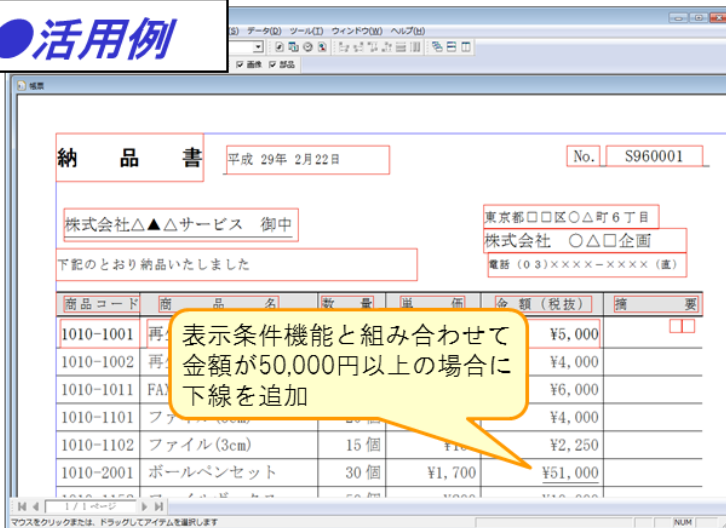 ●活用例
(S) データ(D) ツール(T) ウィンドウ(W) ヘルプ(H)
画像 部品
帳票
納 品 書 平成 29年 2月22日 No. S960001
株式会社△▲△サービス 御中
東京都□□区○△町6丁目
株式会社 ○△□企画
下記のとおり納品いたしました
電話 (03)××××-×××× (直)
商品コード 商 品 名 数 量 単 価 金 額 (税抜) 摘 要
1010-1001 再 ¥5,000
1010-1002 再 ¥4,000
1010-1011 FAX ¥6,000
1010-1101 ファ ¥4,000
1010-1102 ファイル(3cm) 15個 ¥2,250
1010-2001 ボールペンセット 30個 ¥1,700 ¥51,000
表示条件機能と組み合わせて
金額が50,000円以上の場合に
下線を追加
1 / 1 ページ
マウスをクリックまたは、ドラッグしてアイテムを選択します NUM